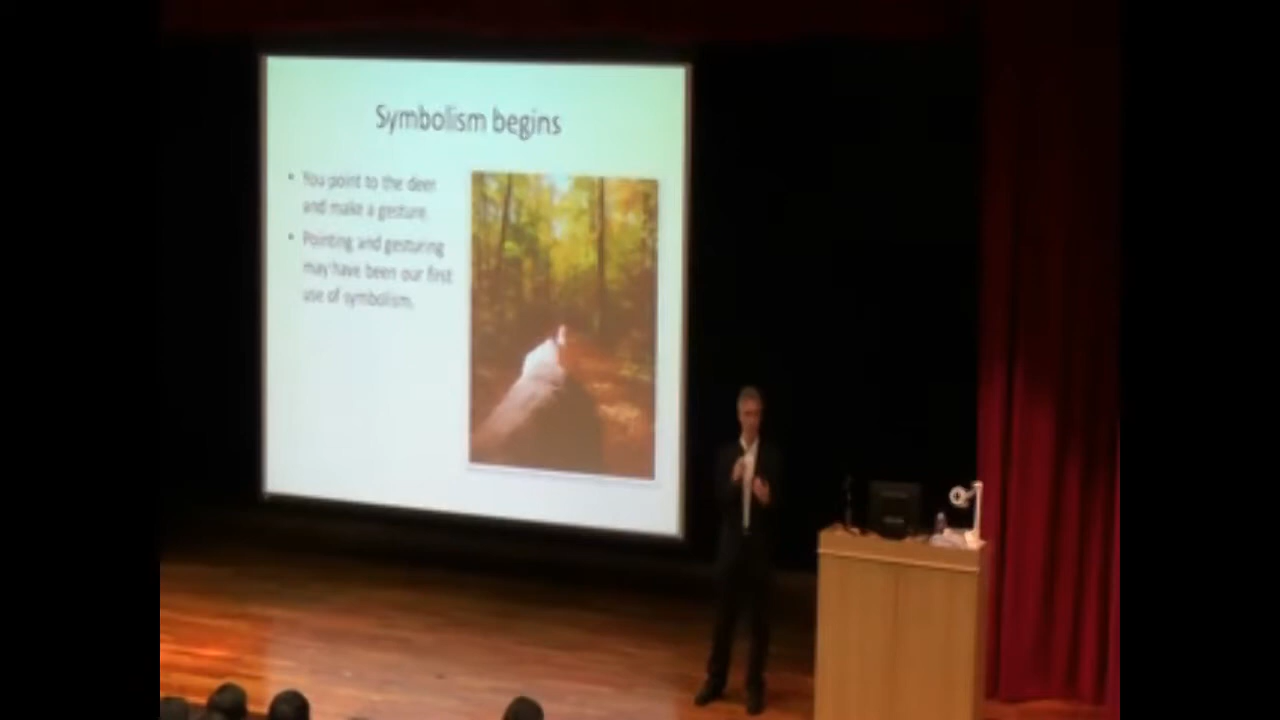 Symbolism begins
• You point to the deer
and make a gesture.
• Pointing and gesturing
may have been our first
use of symbolism.